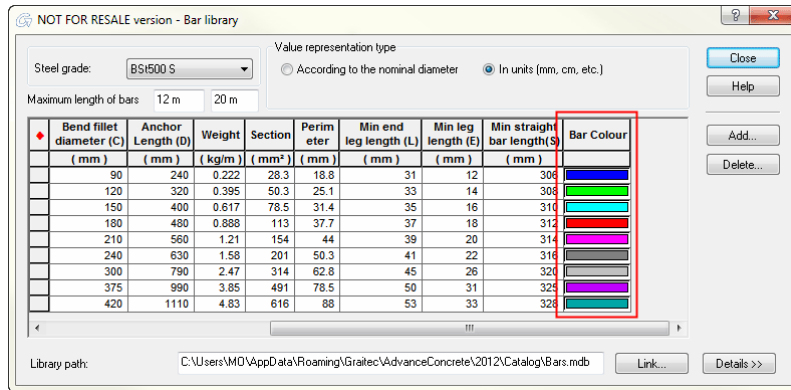 NOT FOR RESALE version - Bar library
Value representation type
Steel grade: BSt500 S According to the nominal diameter In units (mm, cm, etc.) Close
Help
Maximum length of bars 12 m 20 m
Bend fillet diameter (C) Anchor Length (D) Weight Section Perim eter Min end leg length (L) Min leg length (E) Min straight bar length(S) Bar Colour Add...
( mm ) ( mm ) ( kg/m ) ( mm² ) ( mm ) ( mm ) ( mm ) ( mm ) Delete...
90 240 0.222 28.3 18.8 31 12 306
120 320 0.395 50.3 25.1 33 14 308
150 400 0.617 78.5 31.4 35 16 310
180 480 0.888 113 37.7 37 18 312
210 560 1.21 154 44 39 20 314
240 630 1.58 201 50.3 41 22 316
300 790 2.47 314 62.8 45 26 320
375 990 3.85 491 78.5 50 31 325
420 1110 4.83 616 88 53 33 328
Library path: C:\Users\MO\AppData\Roaming\Graitec\AdvanceConcrete\2012\Catalog\Bars.mdb Link... Details >>